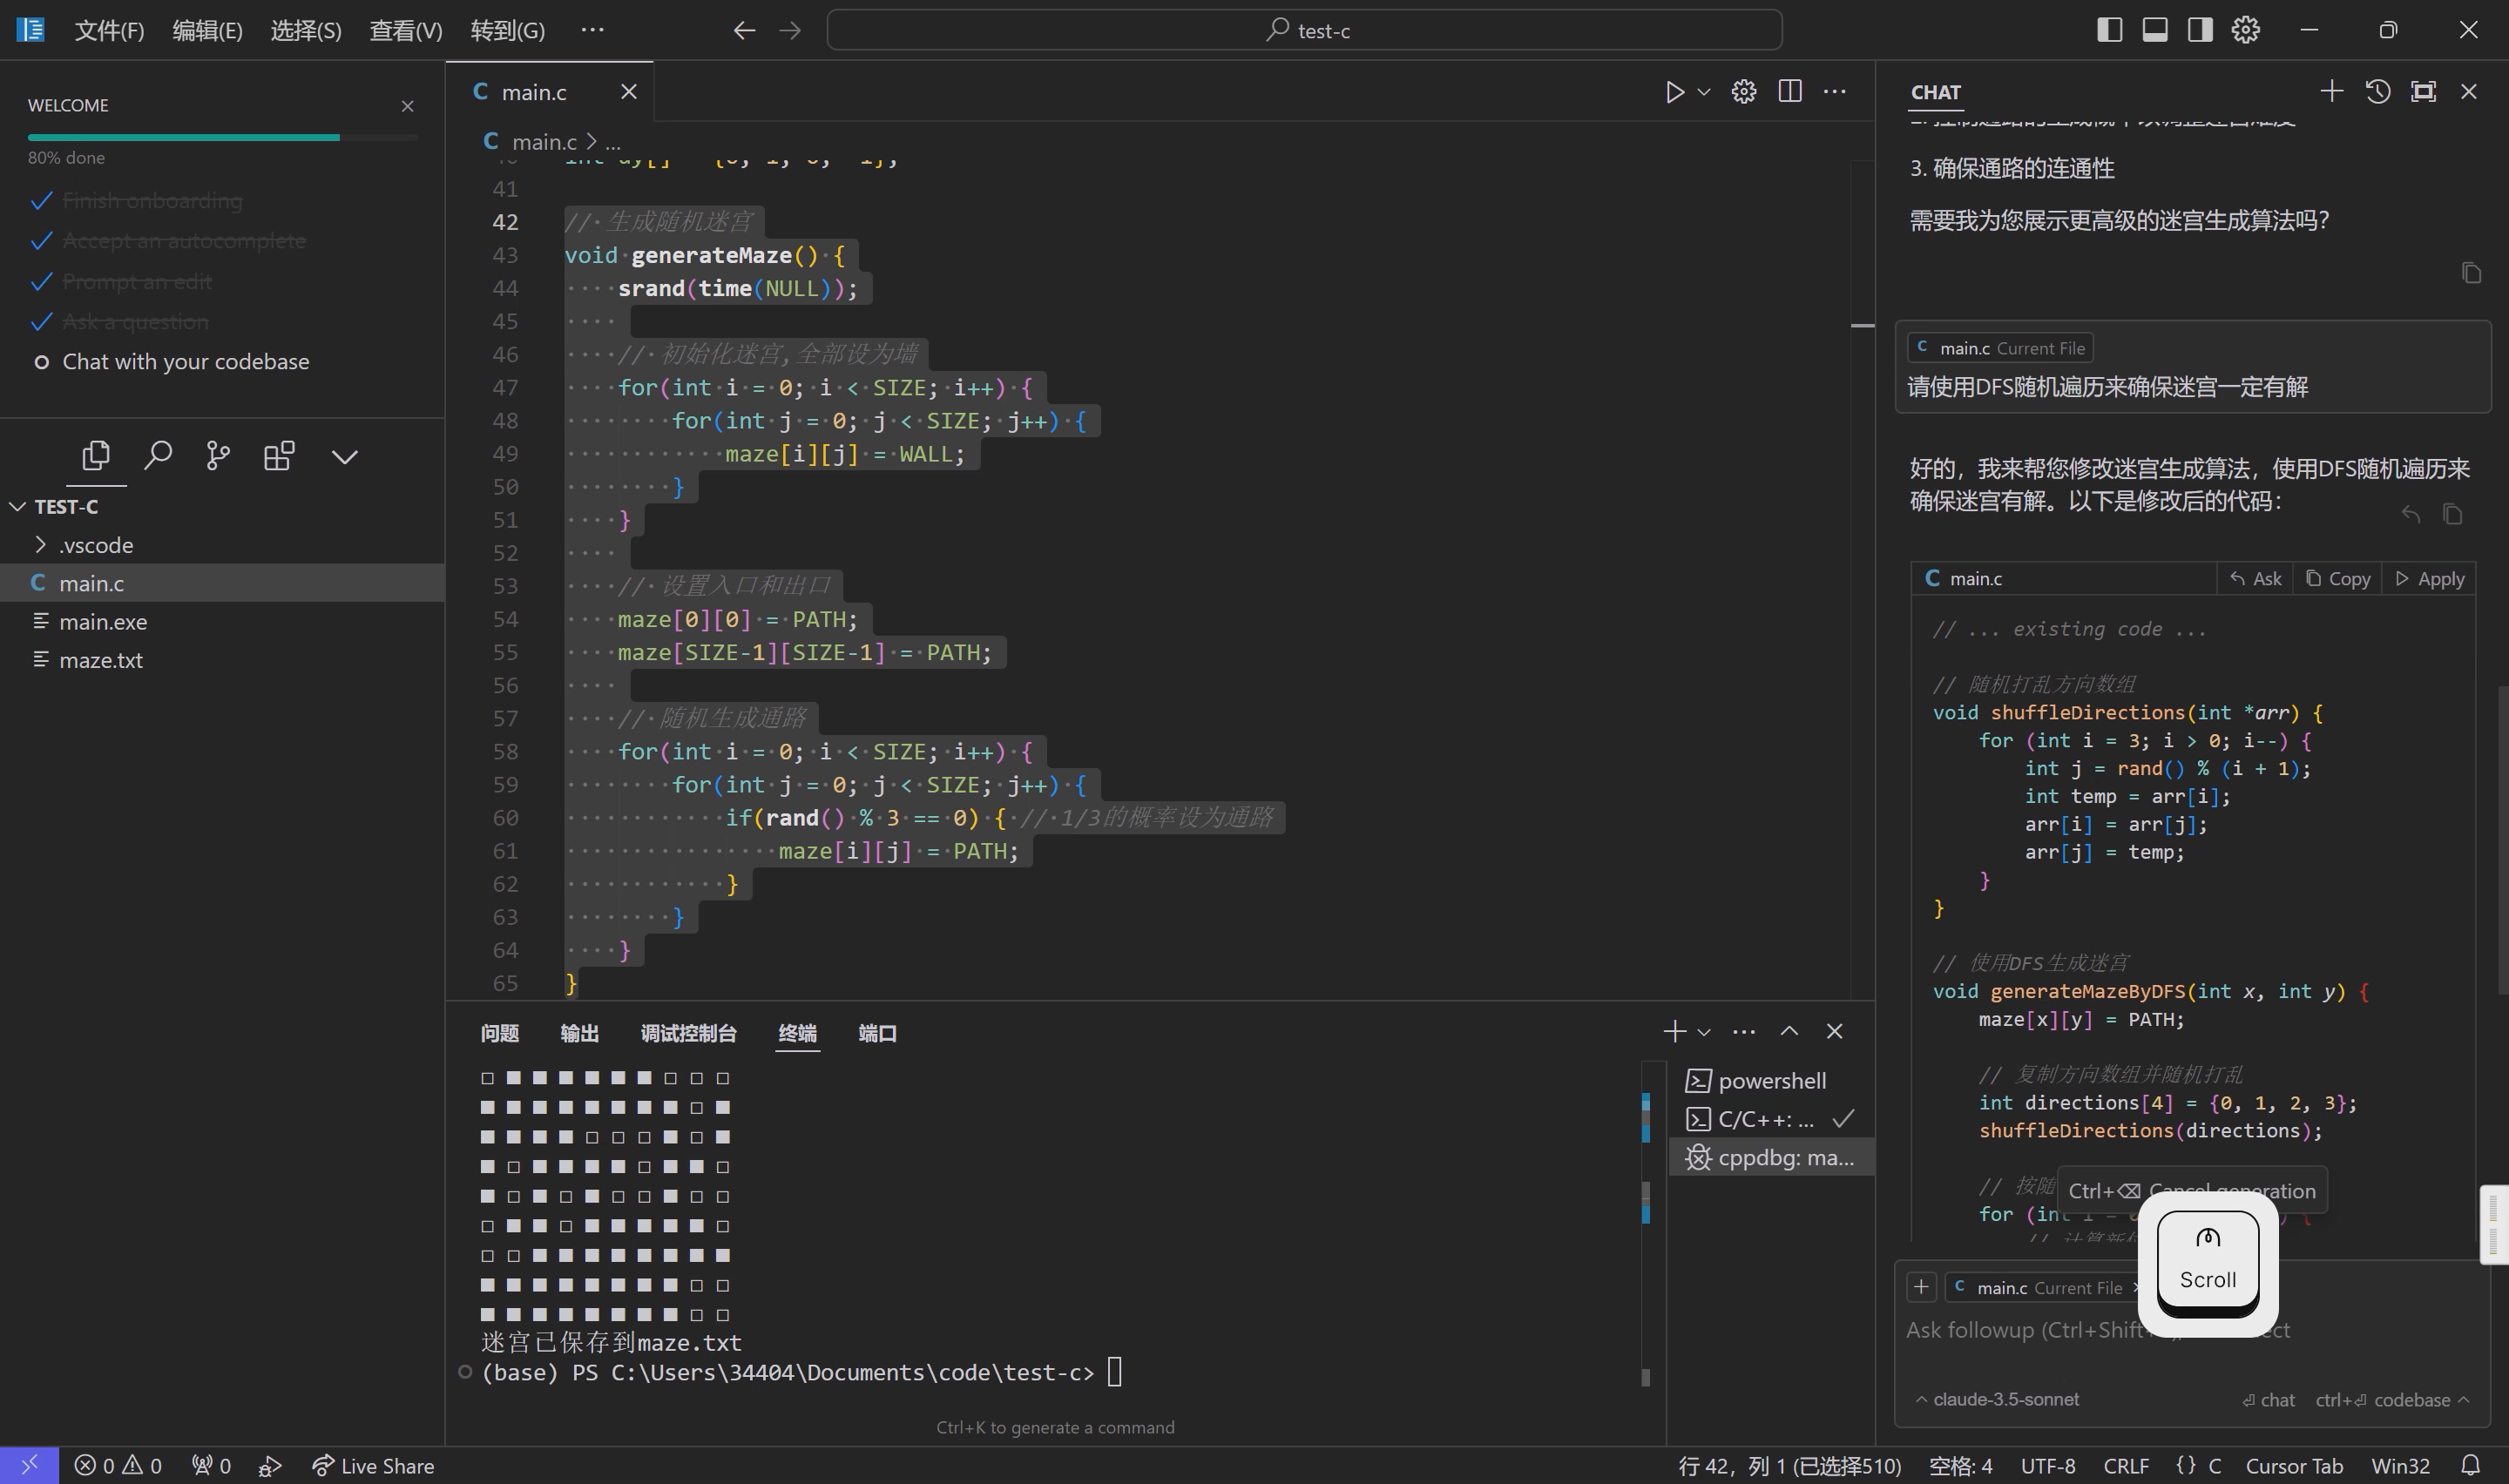 文件(F) 编辑(E) 选择(S) 查看(V) 转到(G) ···
test-c
WELCOME
80% done
Finish onboarding
Accept an autocomplete
Prompt an edit
Ask a question
Chat with your codebase
TEST-C
.vscode
C main.c
main.exe
maze.txt
C main.c
C main.c > ...
41
42 // 生成随机迷宫
43 void generateMaze() {
44 srand(time(NULL));
45
46 // 初始化迷宫,全部设为墙
47 for(int i = 0; i < SIZE; i++) {
48 for(int j = 0; j < SIZE; j++) {
49 maze[i][j] = WALL;
50 }
51 }
52
53 // 设置入口和出口
54 maze[0][0] = PATH;
55 maze[SIZE-1][SIZE-1] = PATH;
56
57 // 随机生成通路
58 for(int i = 0; i < SIZE; i++) {
59 for(int j = 0; j < SIZE; j++) {
60 if(rand() % 3 == 0) { // 1/3的概率设为通路
61 maze[i][j] = PATH;
62 }
63 }
64 }
65 }
问题 输出 调试控制台 终端 端口
□ ■ ■ ■ ■ ■ ■ □ □ □
■ ■ ■ ■ ■ ■ ■ ■ □ ■
■ ■ ■ ■ □ □ □ ■ □ ■
■ □ ■ ■ ■ ■ □ ■ ■ □
■ □ ■ □ ■ □ □ ■ □ □
□ ■ ■ □ ■ ■ ■ ■ ■ □
□ □ ■ ■ ■ ■ ■ ■ ■ ■
■ ■ ■ ■ ■ ■ ■ ■ □ □
■ ■ ■ ■ ■ ■ ■ ■ □ □
迷宫已保存到maze.txt
(base) PS C:\Users\34404\Documents\code\test-c>
Ctrl+K to generate a command
powershell
C/C++: ...
cppdbg: ma...
CHAT
3. 确保通路的连通性
需要我为您展示更高级的迷宫生成算法吗？
C main.c Current File
请使用DFS随机遍历来确保迷宫一定有解
好的，我来帮您修改迷宫生成算法，使用DFS随机遍历来
确保迷宫有解。以下是修改后的代码：
C main.c Ask Copy Apply
// ... existing code ...
// 随机打乱方向数组
void shuffleDirections(int *arr) {
for (int i = 3; i > 0; i--) {
int j = rand() % (i + 1);
int temp = arr[i];
arr[i] = arr[j];
arr[j] = temp;
}
}
// 使用DFS生成迷宫
void generateMazeByDFS(int x, int y) {
maze[x][y] = PATH;
// 复制方向数组并随机打乱
int directions[4] = {0, 1, 2, 3};
shuffleDirections(directions);
// 按随
Ctrl+⌫ Cancel generation
for (int i = 0
Scroll
C main.c Current File
Ask followup (Ctrl+Shift+
claude-3.5-sonnet ⏎ chat ctrl+⏎ codebase
0 0 0 Live Share
行 42，列 1 (已选择510) 空格: 4 UTF-8 CRLF {} C Cursor Tab Win32